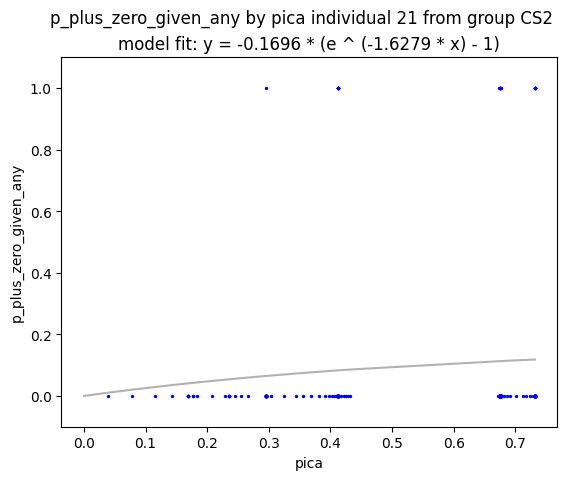 p_plus_zero_given_any by pica individual 21 from group CS2
model fit: y = -0.1696 * (e ^ (-1.6279 * x) - 1)
1.0
0.8
0.6
0.4
0.2
0.0
p_plus_zero_given_any
0.0 0.1 0.2 0.3 0.4 0.5 0.6 0.7
pica